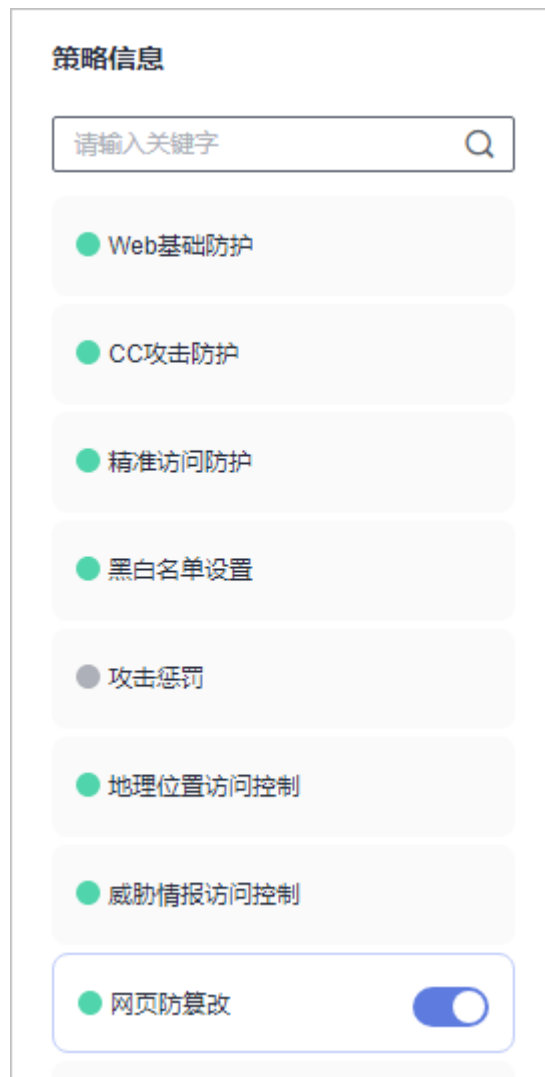 策略信息
请输入关键字
Web基础防护
CC攻击防护
精准访问防护
黑白名单设置
攻击惩罚
地理位置访问控制
威胁情报访问控制
网页防篡改